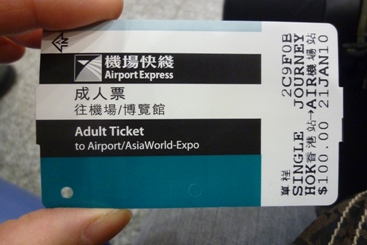 IN
機場快綫
Airport Express
成人票
往機場/博覽館
Adult Ticket
to Airport/AsiaWorld-Expo
2C9F0B
單程 SINGLE JOURNEY
HOK香港站→AIR機場站
$100.00 21JAN10